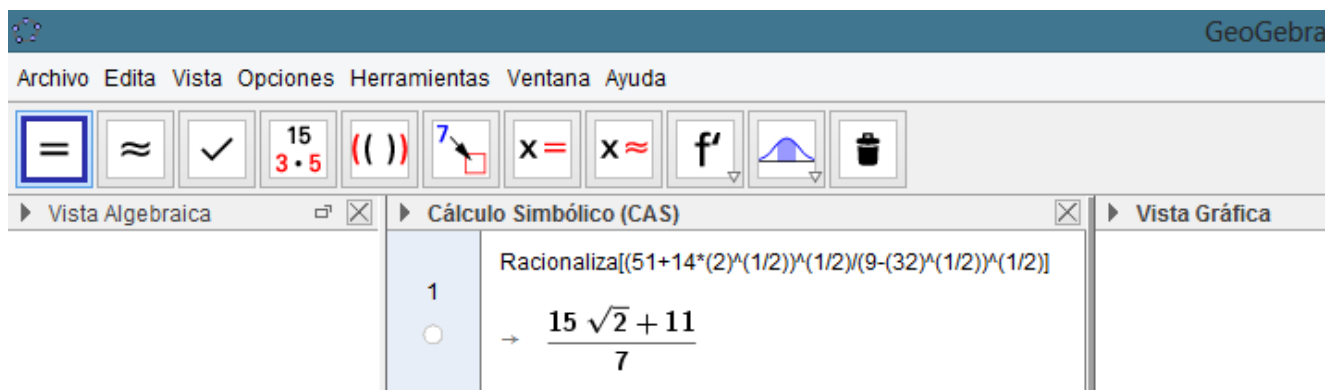 GeoGebra
Archivo Edita Vista Opciones Herramientas Ventana Ayuda
= ≈ ✓ 15 (( )) 7 x = x ≈ f′
3 • 5
Vista Algebraica Cálculo Simbólico (CAS) Vista Gráfica
Racionaliza[(51+14*(2)^(1/2))^(1/2)/(9-(32)^(1/2))^(1/2)]
1
→ 15 √2 + 11
7